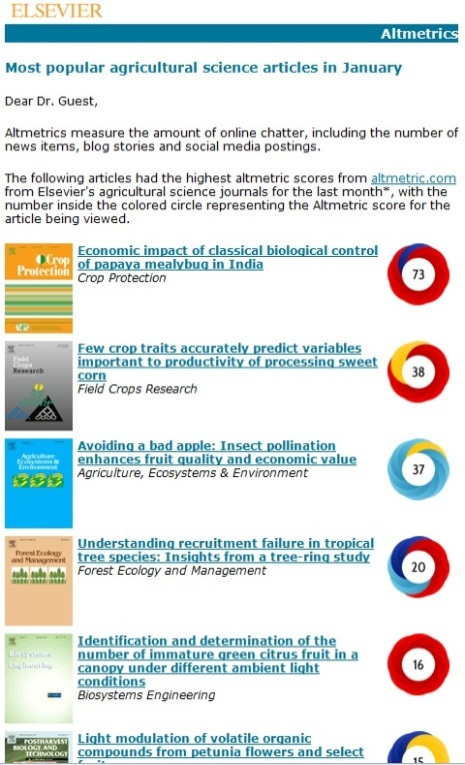 ELSEVIER
Altmetrics
Most popular agricultural science articles in January
Dear Dr. Guest,
Altmetrics measure the amount of online chatter, including the number of
news items, blog stories and social media postings.
The following articles had the highest altmetric scores from altmetric.com
from Elsevier's agricultural science journals for the last month*, with the
number inside the colored circle representing the Altmetric score for the
article being viewed.
Crop
Protection
Economic impact of classical biological control
of papaya mealybug in India
Crop Protection
73
Field
Crops
Research
Few crop traits accurately predict variables
important to productivity of processing sweet
corn
Field Crops Research
38
Agriculture
Ecosystems &
Environment
Avoiding a bad apple: Insect pollination
enhances fruit quality and economic value
Agriculture, Ecosystems & Environment
37
Forest Ecology
and Management
Understanding recruitment failure in tropical
tree species: Insights from a tree-ring study
Forest Ecology and Management
20
Biosystems
Engineering
Identification and determination of the
number of immature green citrus fruit in a
canopy under different ambient light
conditions
Biosystems Engineering
16
POSTHARVEST
BIOLOGY AND
TECHNOLOGY
Light modulation of volatile organic
compounds from petunia flowers and select
15